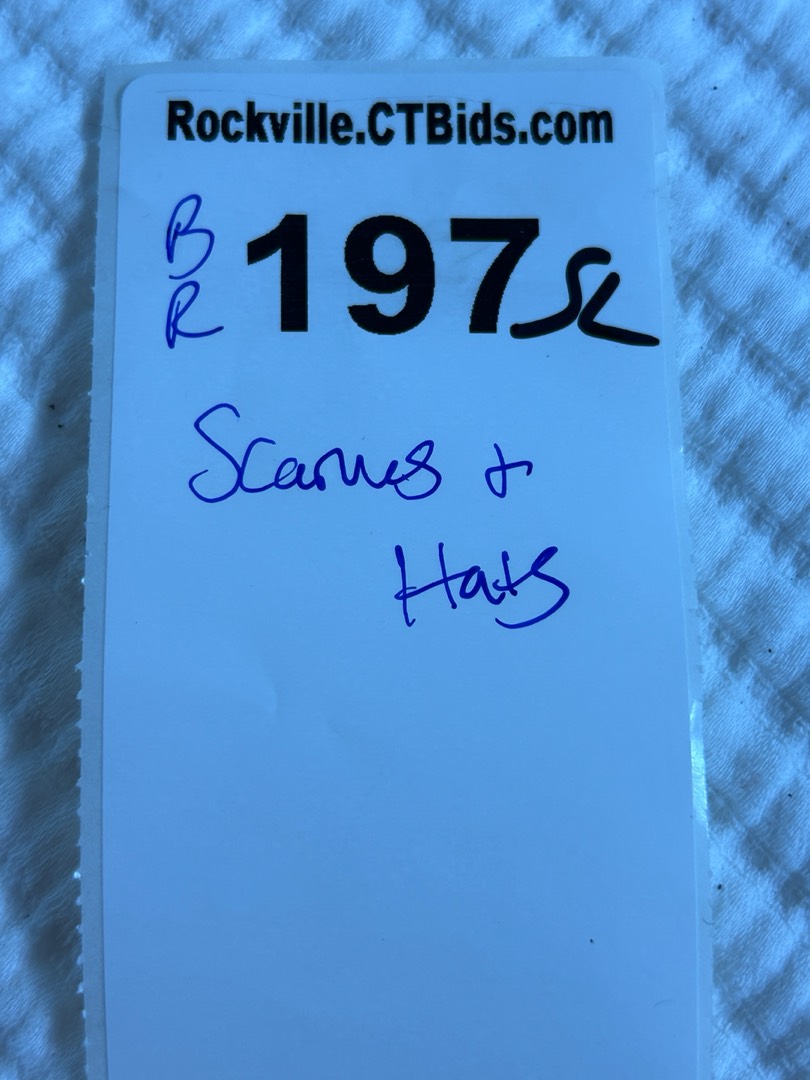 Rockville.CTBids.com
B
R 197 SL
Scarves +
Hats